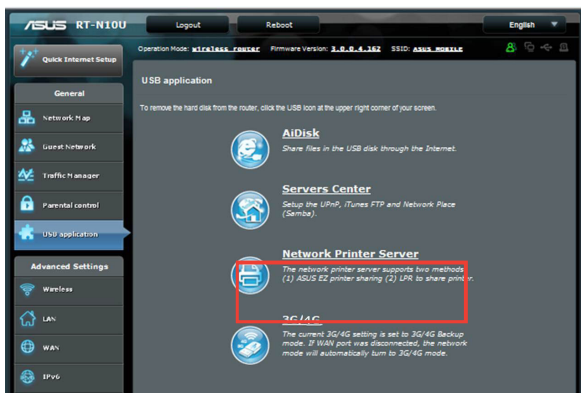 ASUS RT-N10U
Logout
Reboot
English
Operation Mode: wireless router Firmware Version: 3.0.0.4.162 SSID: ASUS_MOBILE
Quick Internet Setup
General
Network Map
Guest Network
Traffic Manager
Parental control
USB application
Advanced Settings
Wireless
LAN
WAN
IPv6
USB application
To remove the hard disk from the router, click the USB icon at the upper right corner of your screen.
AiDisk
Share files in the USB disk through the Internet.
Servers Center
Setup the UPnP, iTunes FTP and Network Place
(Samba).
Network Printer Server
The network printer server supports two methods
(1) ASUS EZ printer sharing (2) LPR to share printer.
3G/4G
The current 3G/4G setting is set to 3G/4G Backup
mode. If WAN port was disconnected, the network
mode will automatically turn to 3G/4G mode.